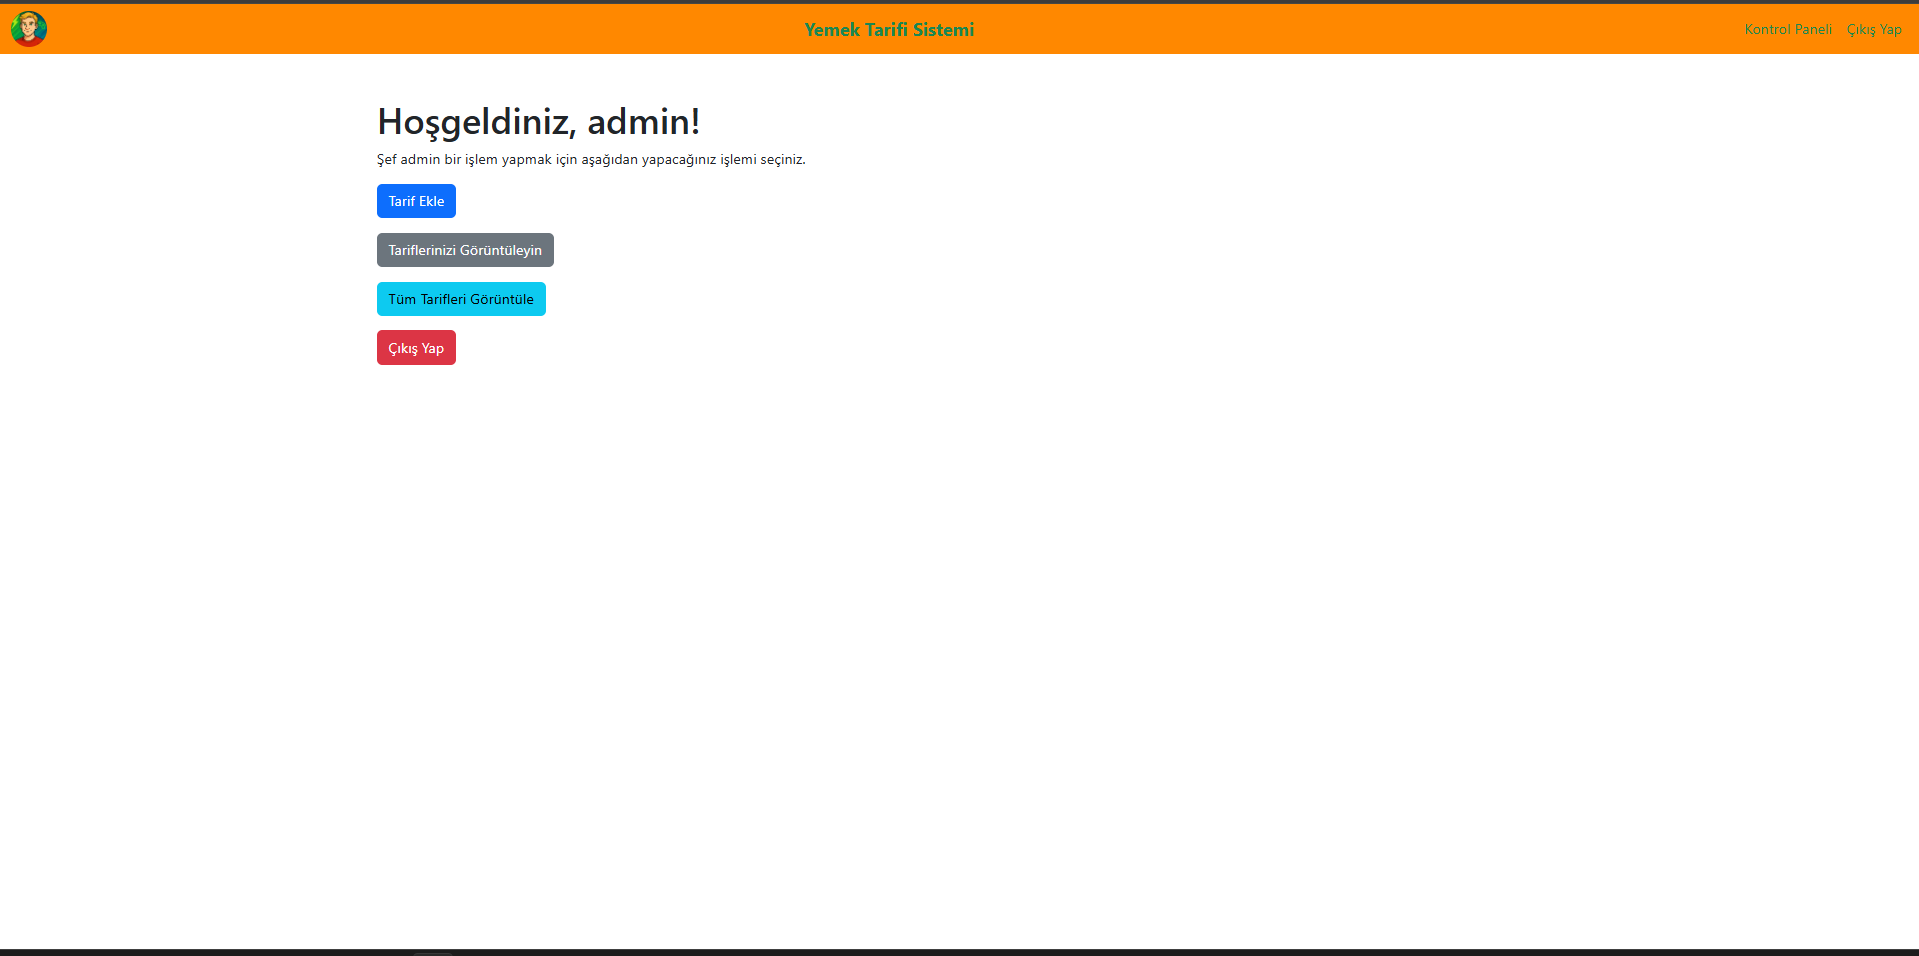 Yemek Tarifi Sistemi
Kontrol Paneli
Çıkış Yap
Hoşgeldiniz, admin!
Şef admin bir işlem yapmak için aşağıdan yapacağınız işlemi seçiniz.
Tarif Ekle
Tariflerinizi Görüntüleyin
Tüm Tarifleri Görüntüle
Çıkış Yap